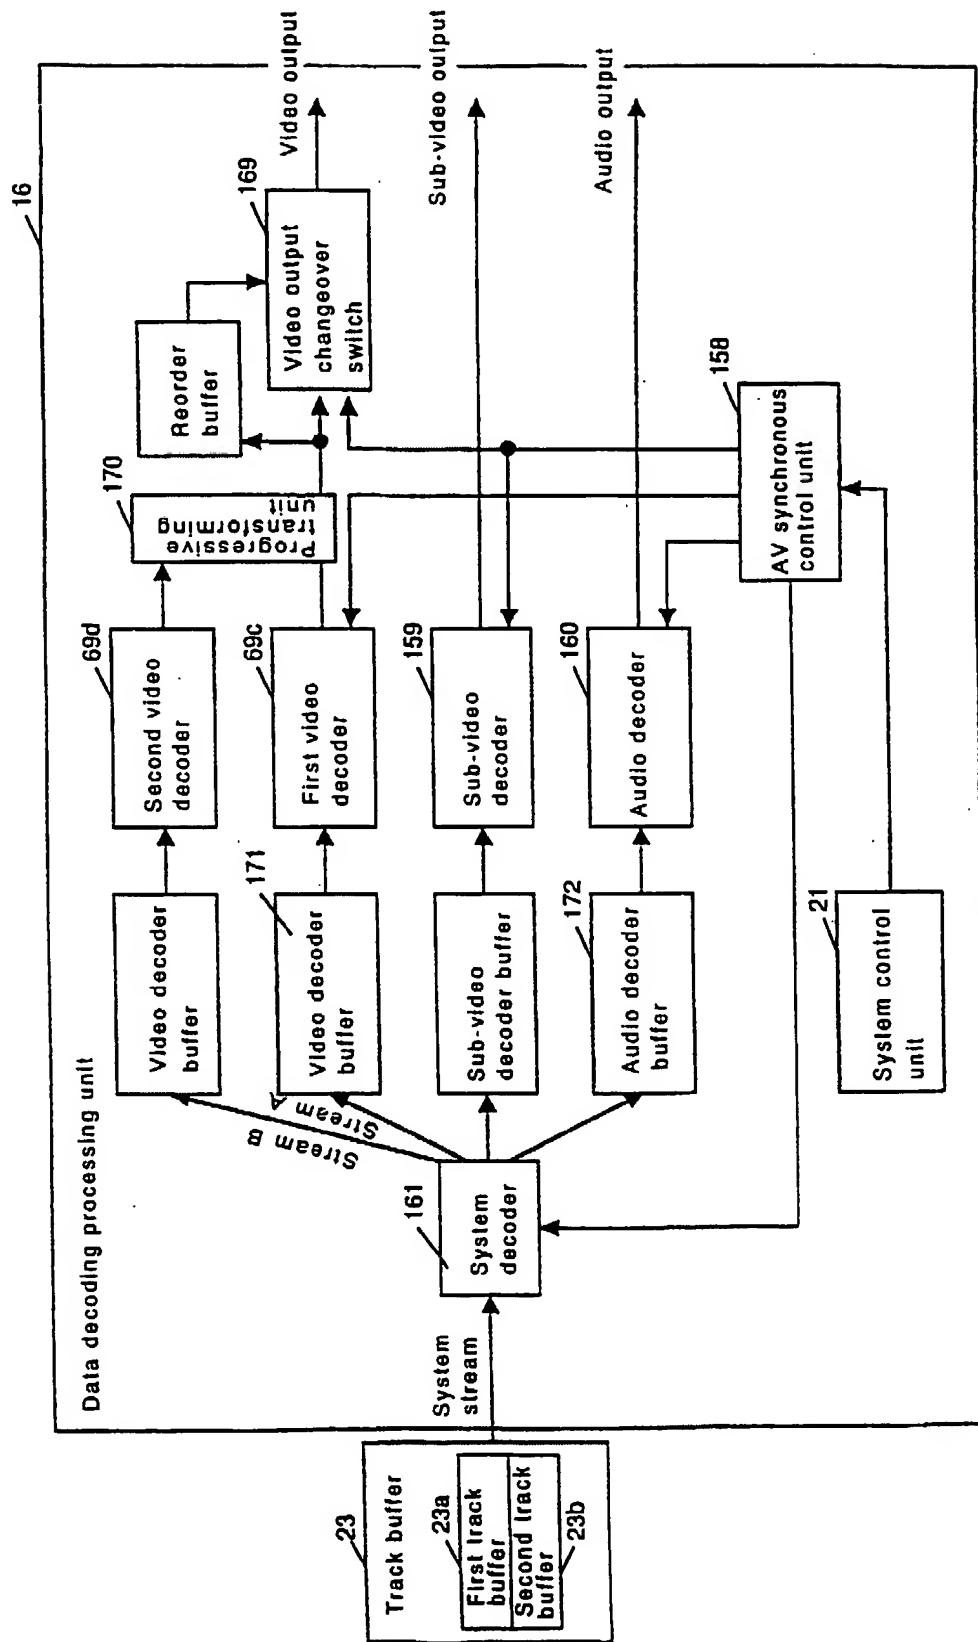 16
Data decoding processing unit
23
Track buffer
23a
First track
buffer
Second track
buffer
23b
System
stream
161
System
decoder
Stream B
Stream A
Video decoder
buffer
69d
Second video
decoder
170
Progressive
transforming
unit
Reorder
buffer
169
Video output
changeover
switch
Video output
171
Video decoder
buffer
69c
First video
decoder
Sub-video
decoder buffer
159
Sub-video
decoder
Sub-video output
172
Audio decoder
buffer
160
Audio decoder
Audio output
158
AV synchronous
control unit
21
System control
unit